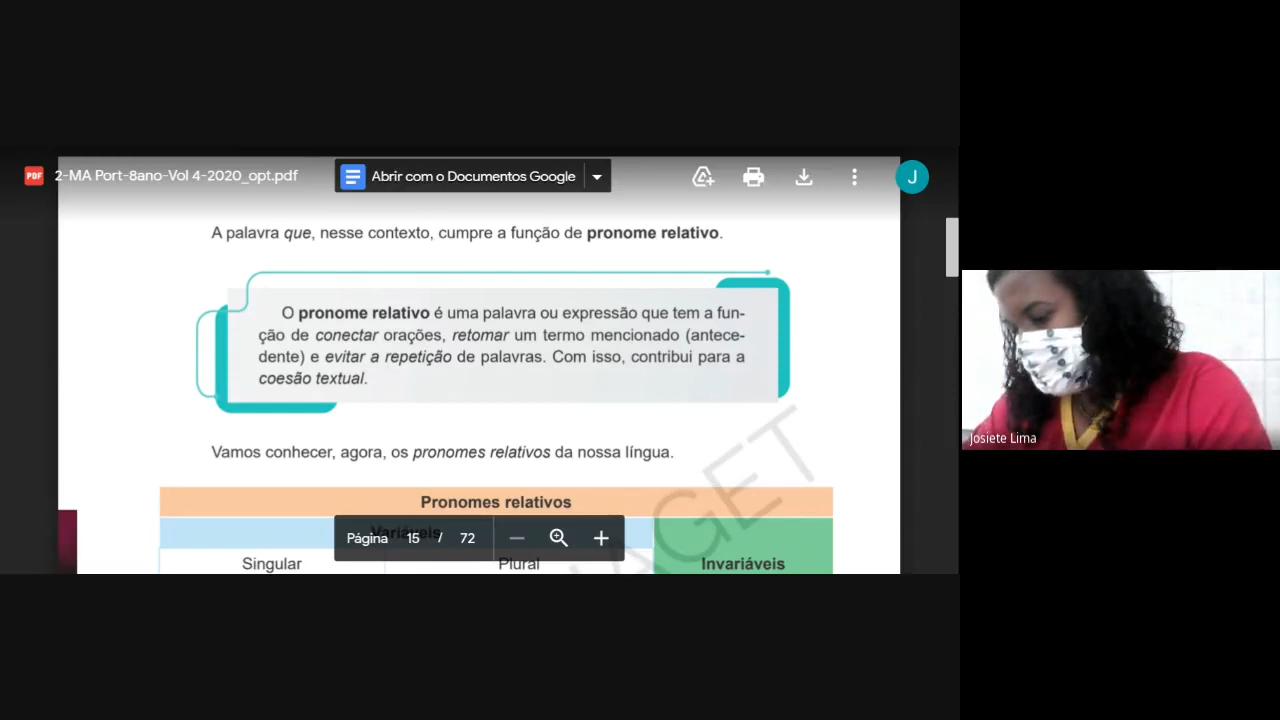 PDF
2-MA Port-8ano-Vol 4-2020_opt.pdf
Abrir com o Documentos Google
J
A palavra que, nesse contexto, cumpre a função de pronome relativo.
O pronome relativo é uma palavra ou expressão que tem a fun-
ção de conectar orações, retomar um termo mencionado (antece-
dente) e evitar a repetição de palavras. Com isso, contribui para a
coesão textual.
Vamos conhecer, agora, os pronomes relativos da nossa língua.
Pronomes relativos
Variáveis
Página 15 / 72
Singular
Plural
Invariáveis
AGET
Josiete Lima